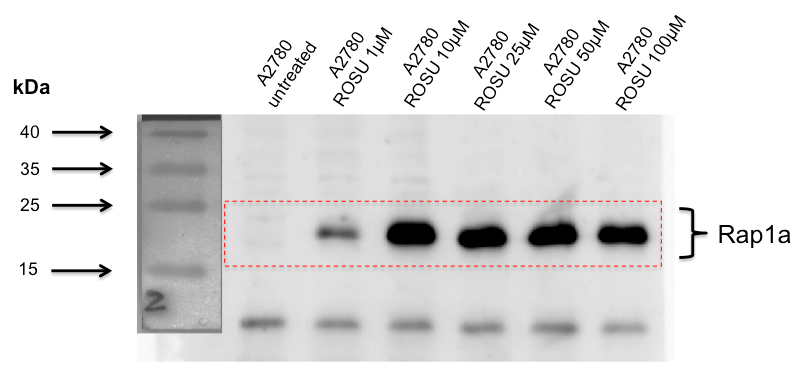 A2780
untreated
A2780
ROSU 1µM
A2780
ROSU 10µM
A2780
ROSU 25µM
A2780
ROSU 50µM
A2780
ROSU 100µM
kDa
40
35
25
15
2
Rap1a